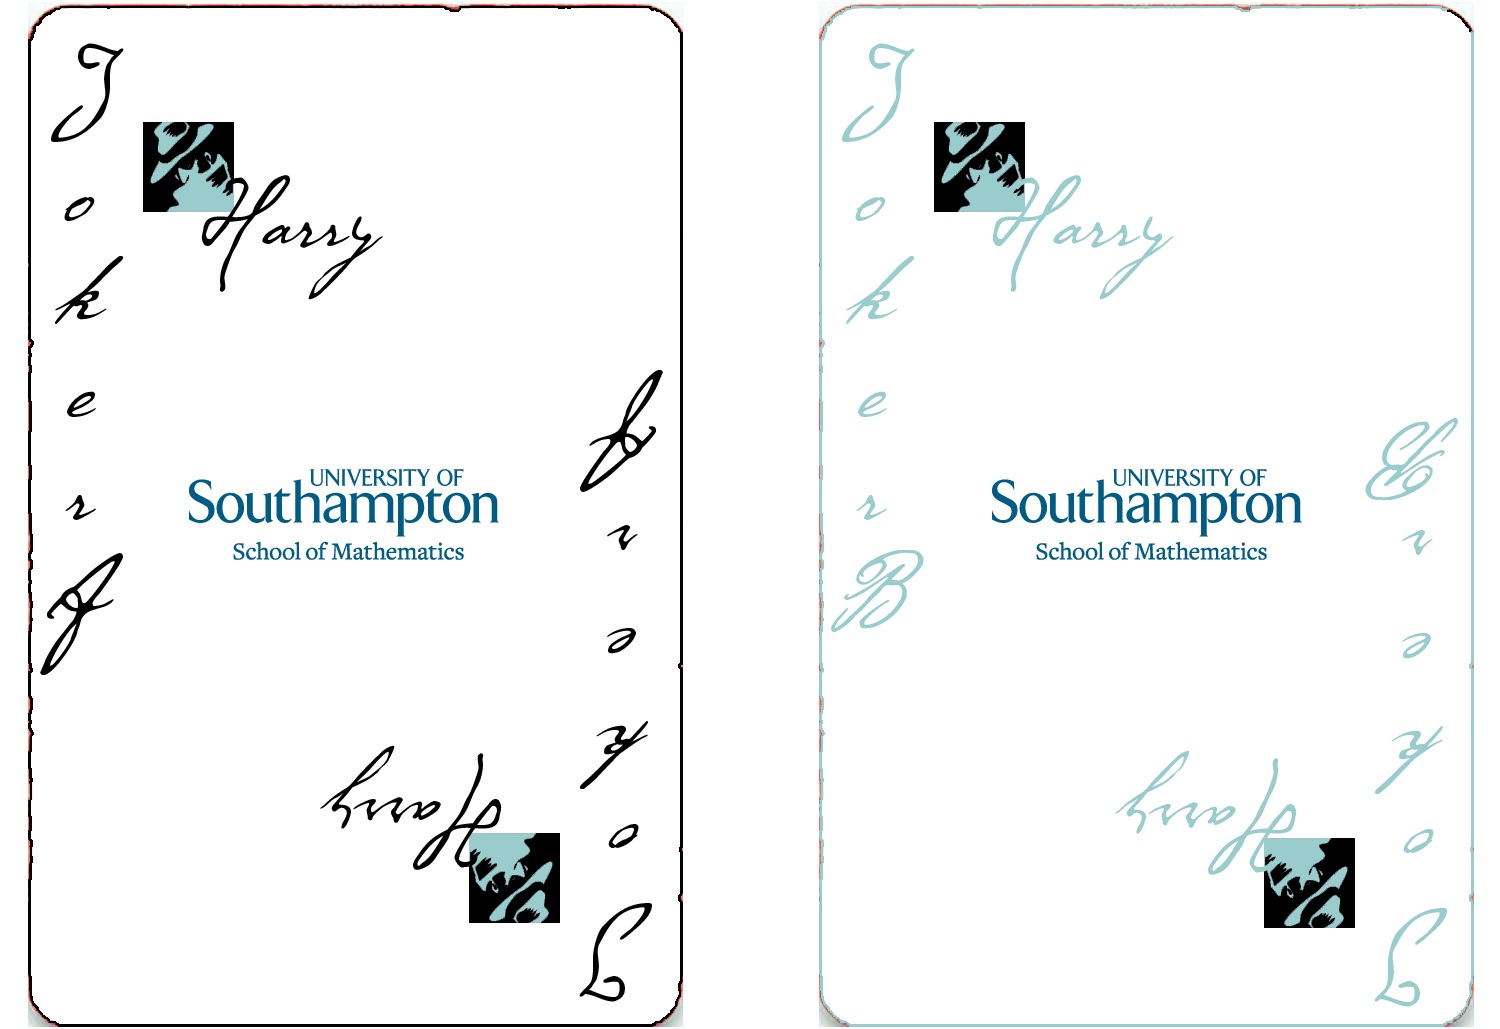 Joker A
Harry
UNIVERSITY OF
Southampton
School of Mathematics
Harry
Joker A
Joker B
Harry
UNIVERSITY OF
Southampton
School of Mathematics
Harry
Joker B